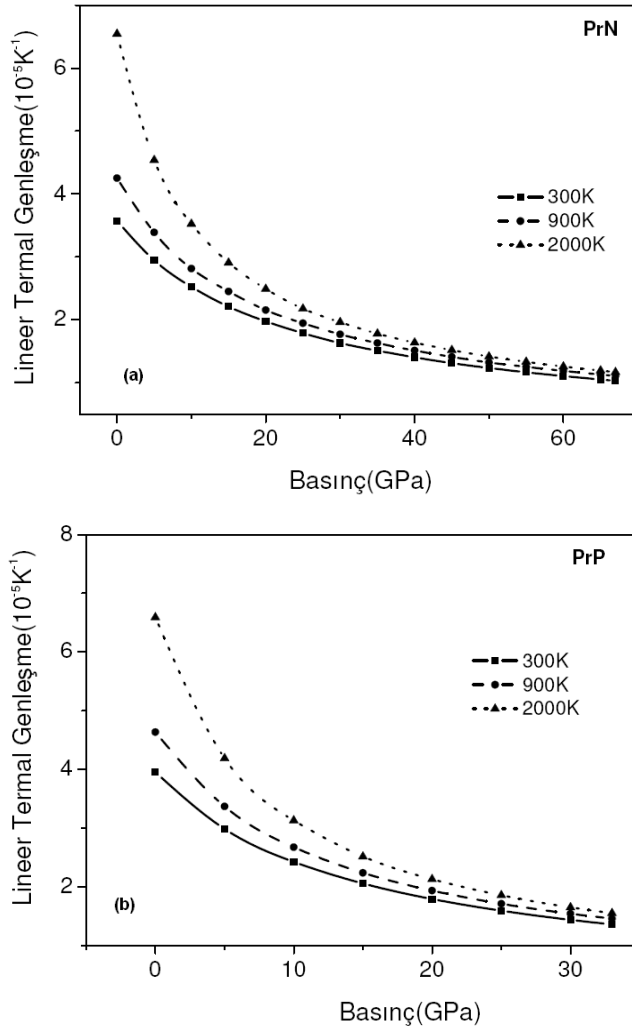 PrN
Lineer Termal Genleşme(10⁻⁵K⁻¹)
6
4
2
300K
900K
2000K
(a)
0 20 40 60
Basınç(GPa)
PrP
Lineer Termal Genleşme(10⁻⁵K⁻¹)
8
6
4
2
300K
900K
2000K
(b)
0 10 20 30
Basınç(GPa)